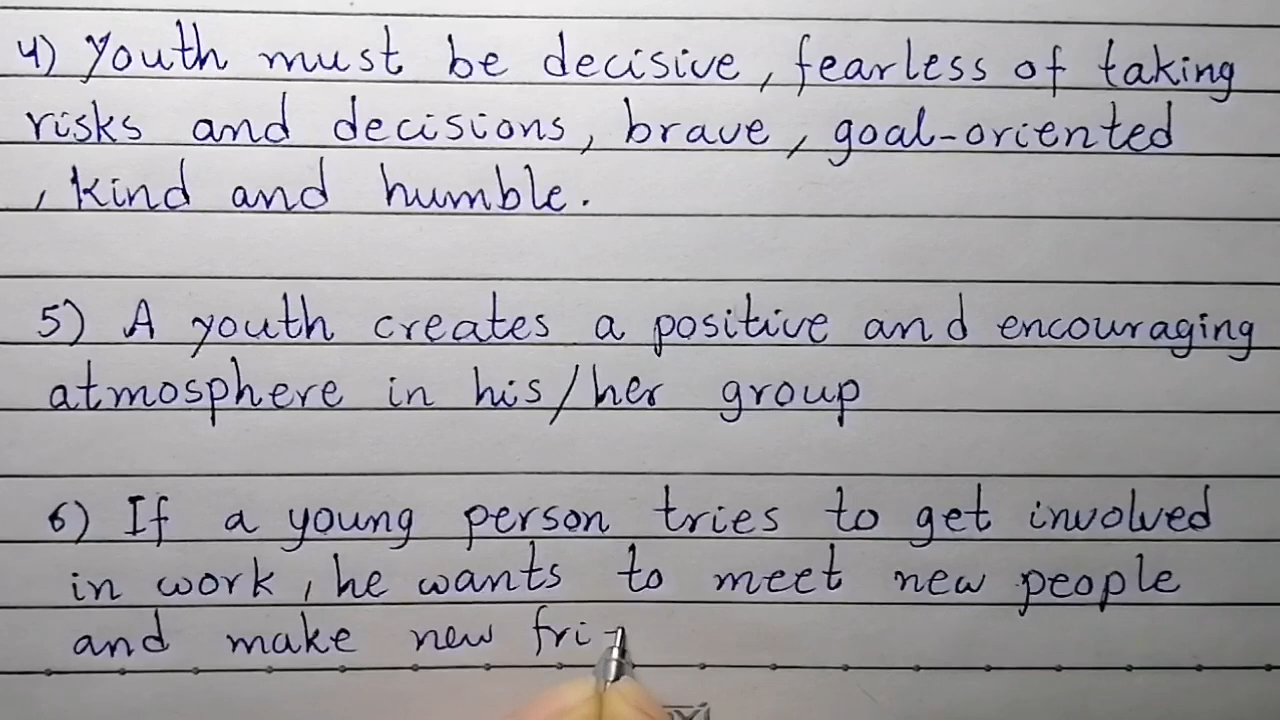 4) Youth must be decisive, fearless of taking
risks and decisions, brave, goal-oriented
, kind and humble.
5) A youth creates a positive and encouraging
atmosphere in his/her group
6) If a young person tries to get involved
in work, he wants to meet new people
and make new fri